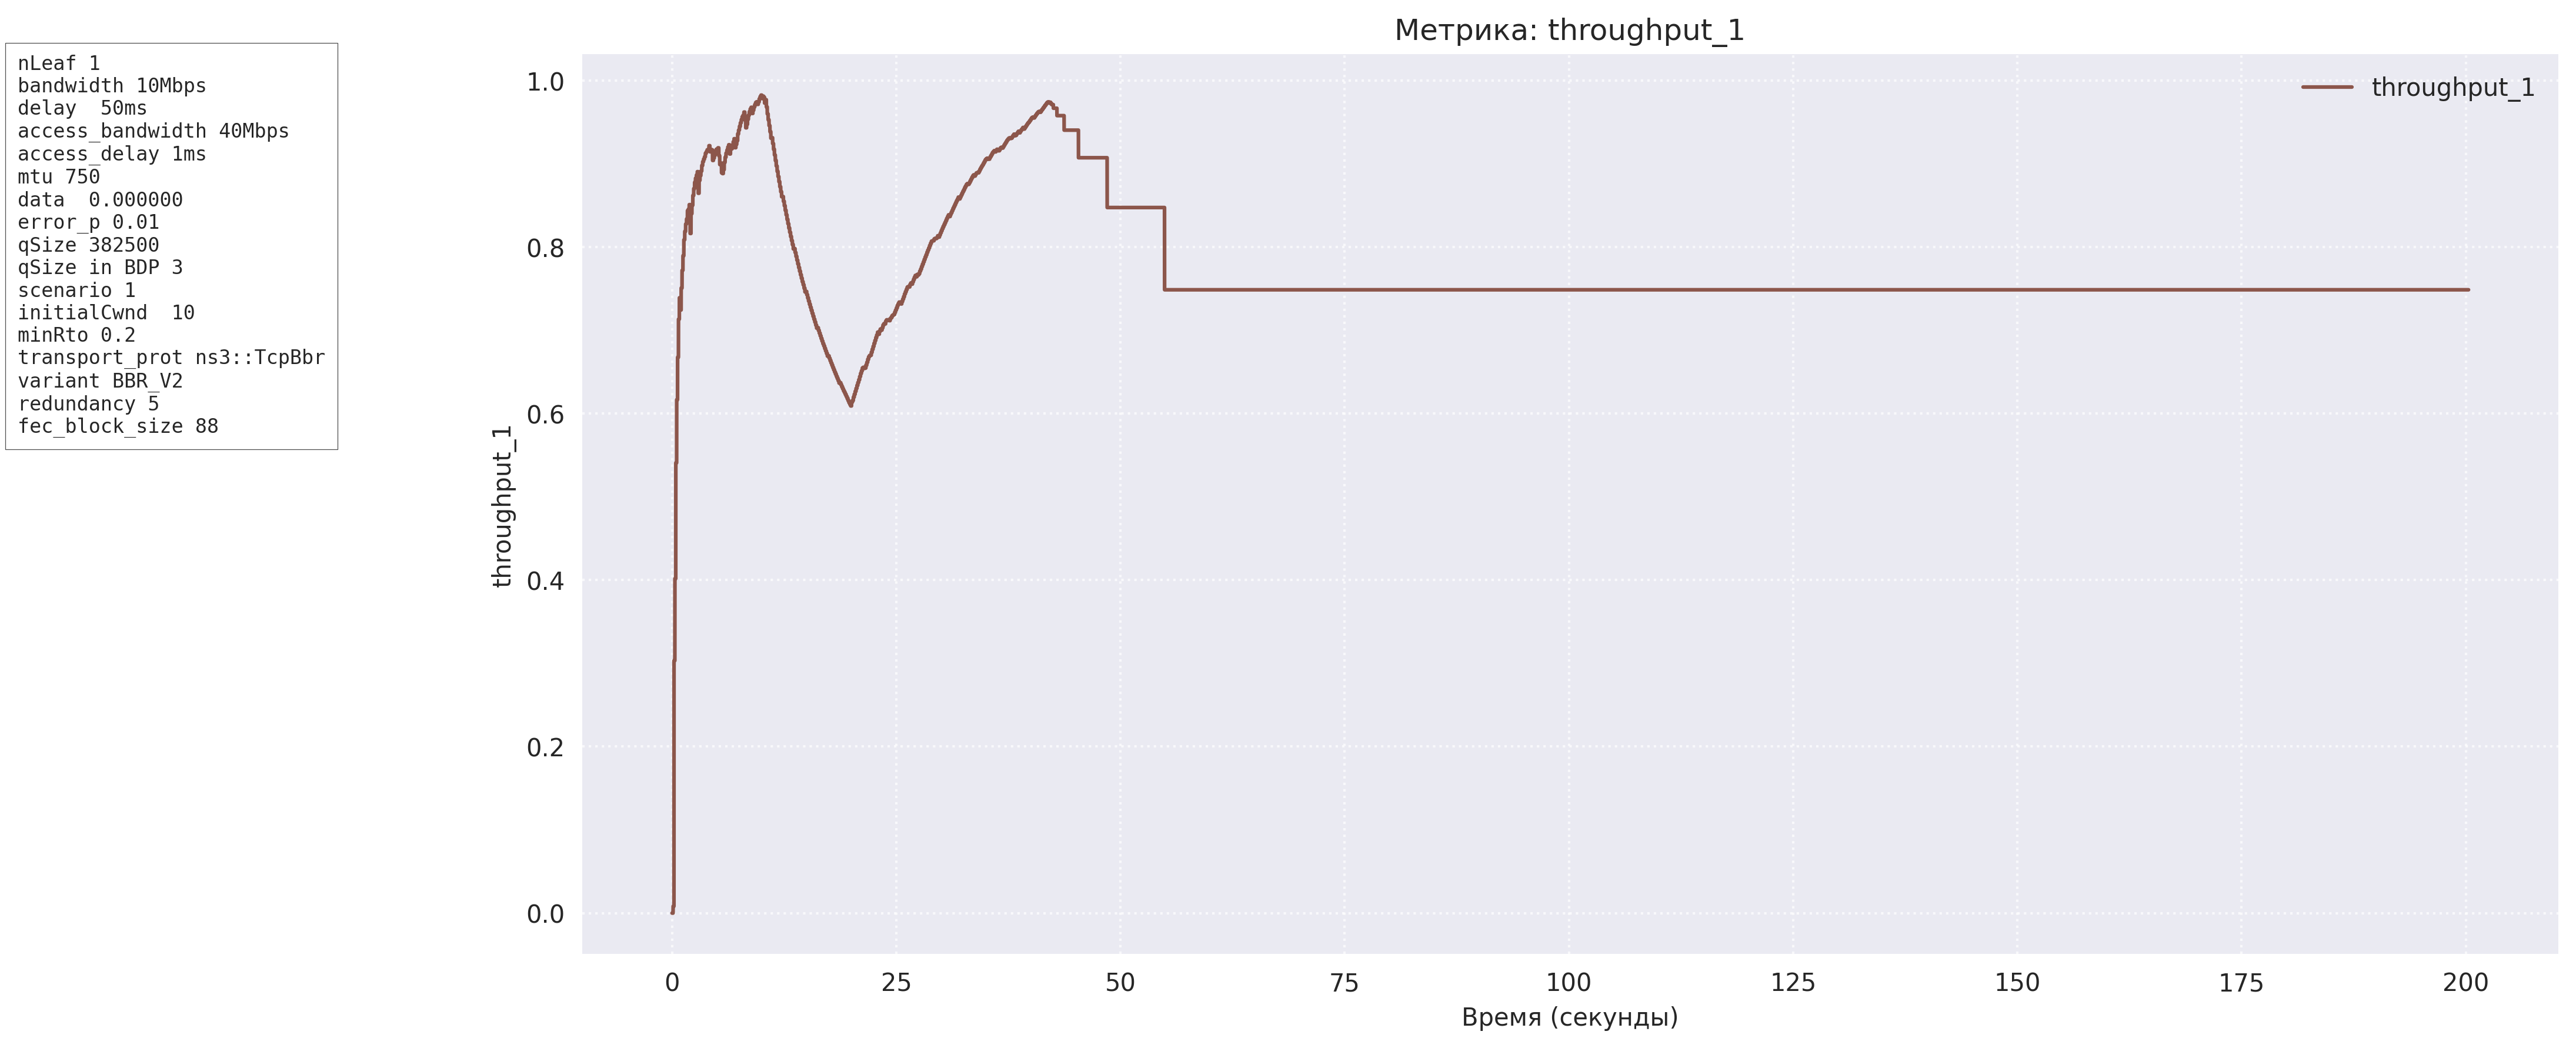 Метрика: throughput_1
nLeaf 1
bandwidth 10Mbps
delay  50ms
access_bandwidth 40Mbps
access_delay 1ms
mtu 750
data  0.000000
error_p 0.01
qSize 382500
qSize in BDP 3
scenario 1
initialCwnd  10
minRto 0.2
transport_prot ns3::TcpBbr
variant BBR_V2
redundancy 5
fec_block_size 88
throughput_1
throughput_1
1.0
0.8
0.6
0.4
0.2
0.0
0 25 50 75 100 125 150 175 200
Время (секунды)